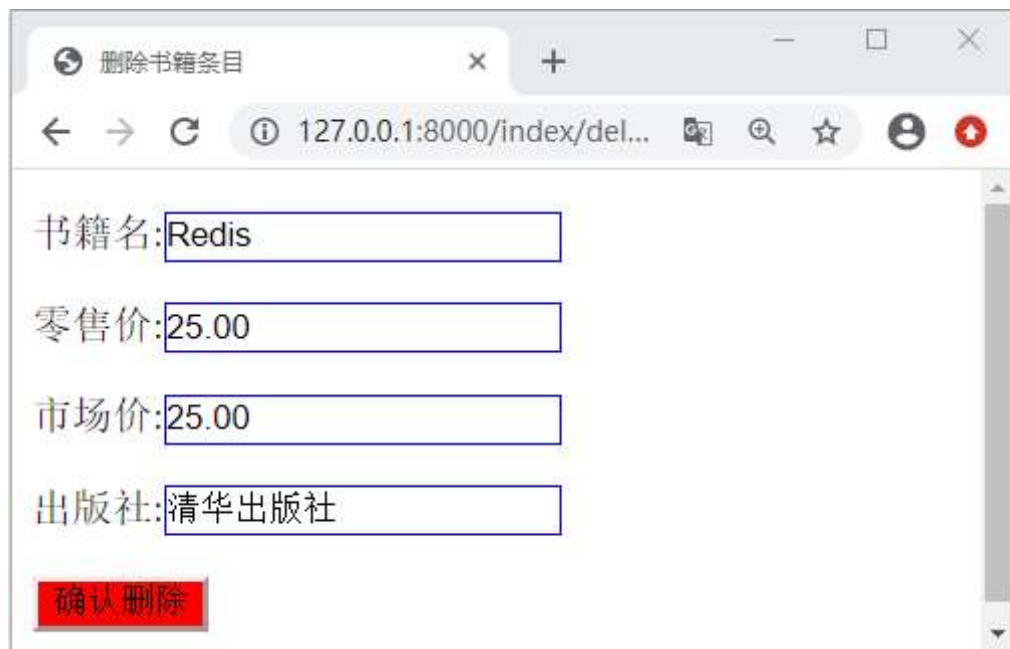 删除书籍条目
127.0.0.1:8000/index/del...
书籍名:Redis
零售价:25.00
市场价:25.00
出版社:清华出版社
确认删除